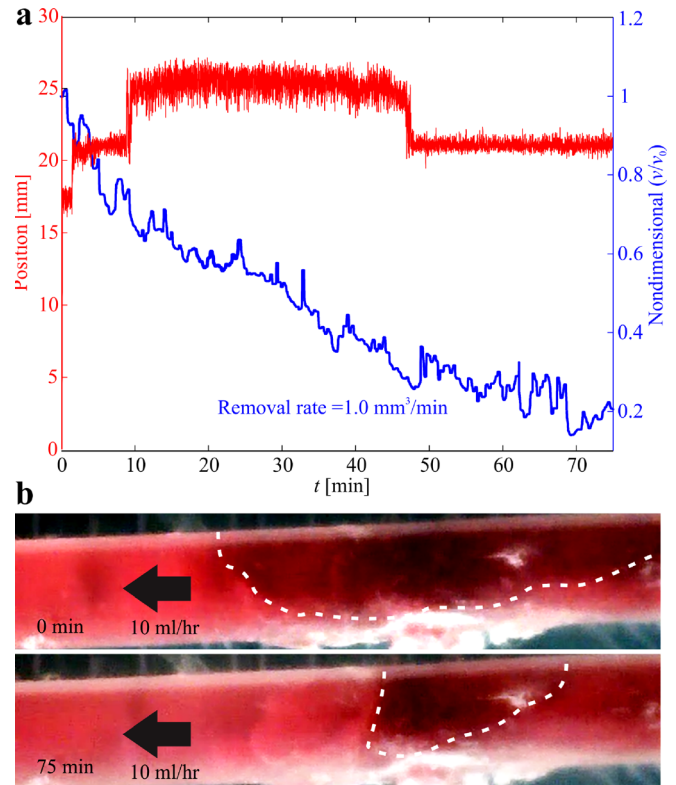 a
30
25
20
15
10
5
0
Position [mm]
1.2
1
0.8
0.6
0.4
0.2
Nondimensional (v/v₀)
Removal rate =1.0 mm³/min
0 10 20 30 40 50 60 70
t [min]
b
0 min 10 ml/hr
75 min 10 ml/hr